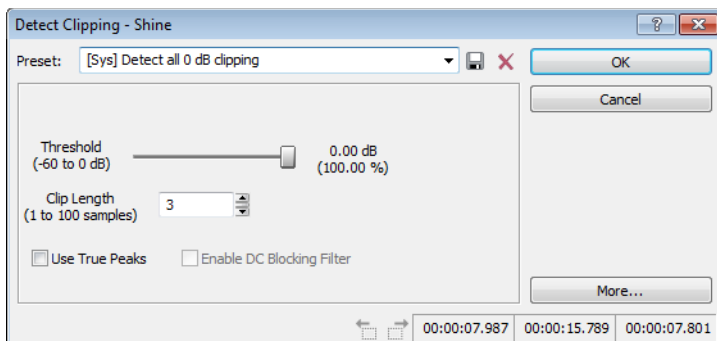 Detect Clipping - Shine
Preset: [Sys] Detect all 0 dB clipping
OK
Cancel
Threshold
(-60 to 0 dB)
0.00 dB
(100.00 %)
Clip Length
(1 to 100 samples)
3
Use True Peaks Enable DC Blocking Filter
More...
00:00:07.987 00:00:15.789 00:00:07.801